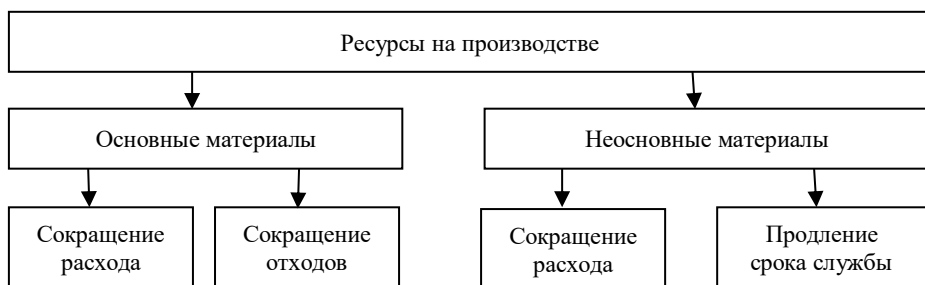 Ресурсы на производстве
Основные материалы
Неосновные материалы
Сокращение
расхода
Сокращение
отходов
Сокращение
расхода
Продление
срока службы